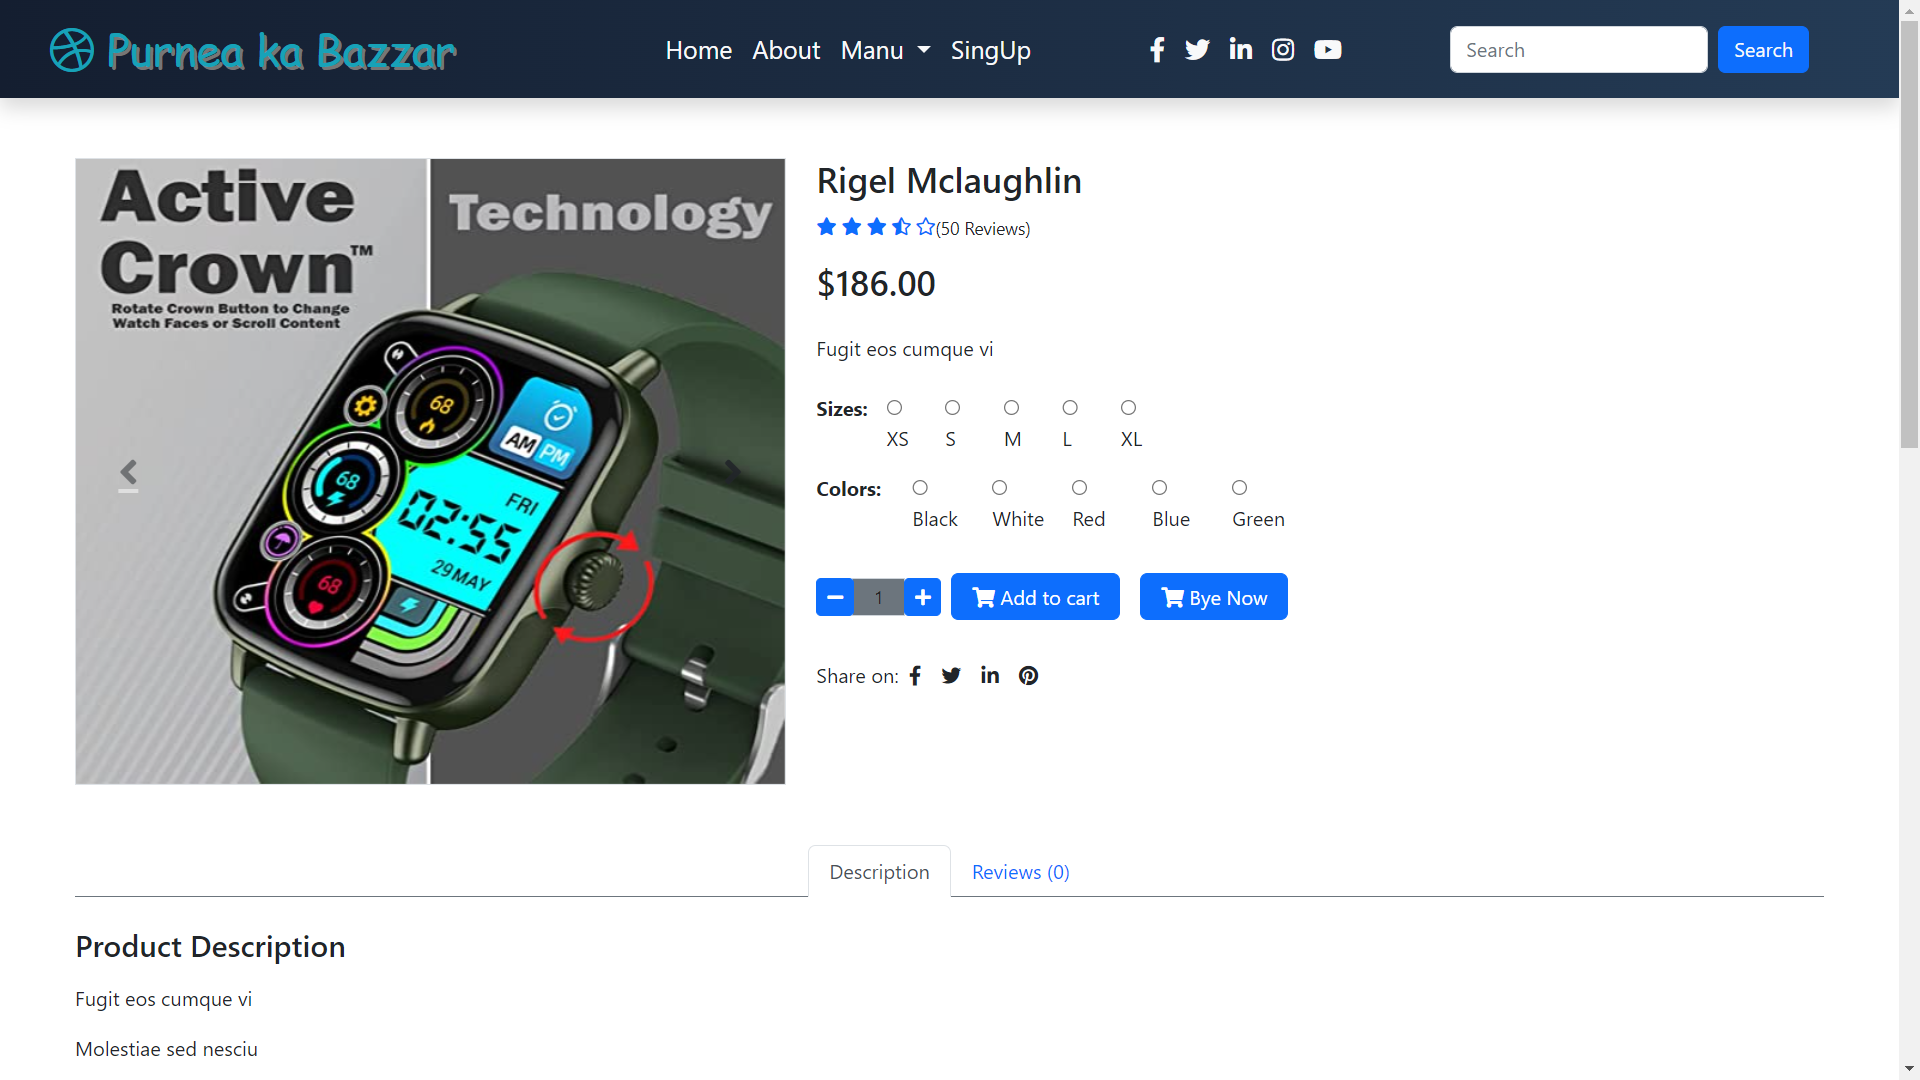 Purnea ka Bazzar
Home About Manu SingUp
Search
Search
Active
Crown™
Rotate Crown Button to Change
Watch Faces or Scroll Content
Technology
68
AM PM
68
FRI
02:55
29MAY
68
Rigel Mclaughlin
(50 Reviews)
$186.00
Fugit eos cumque vi
Sizes:
XS S M L XL
Colors:
Black White Red Blue Green
1
Add to cart
Bye Now
Share on:
Description
Reviews (0)
Product Description
Fugit eos cumque vi
Molestiae sed nesciu